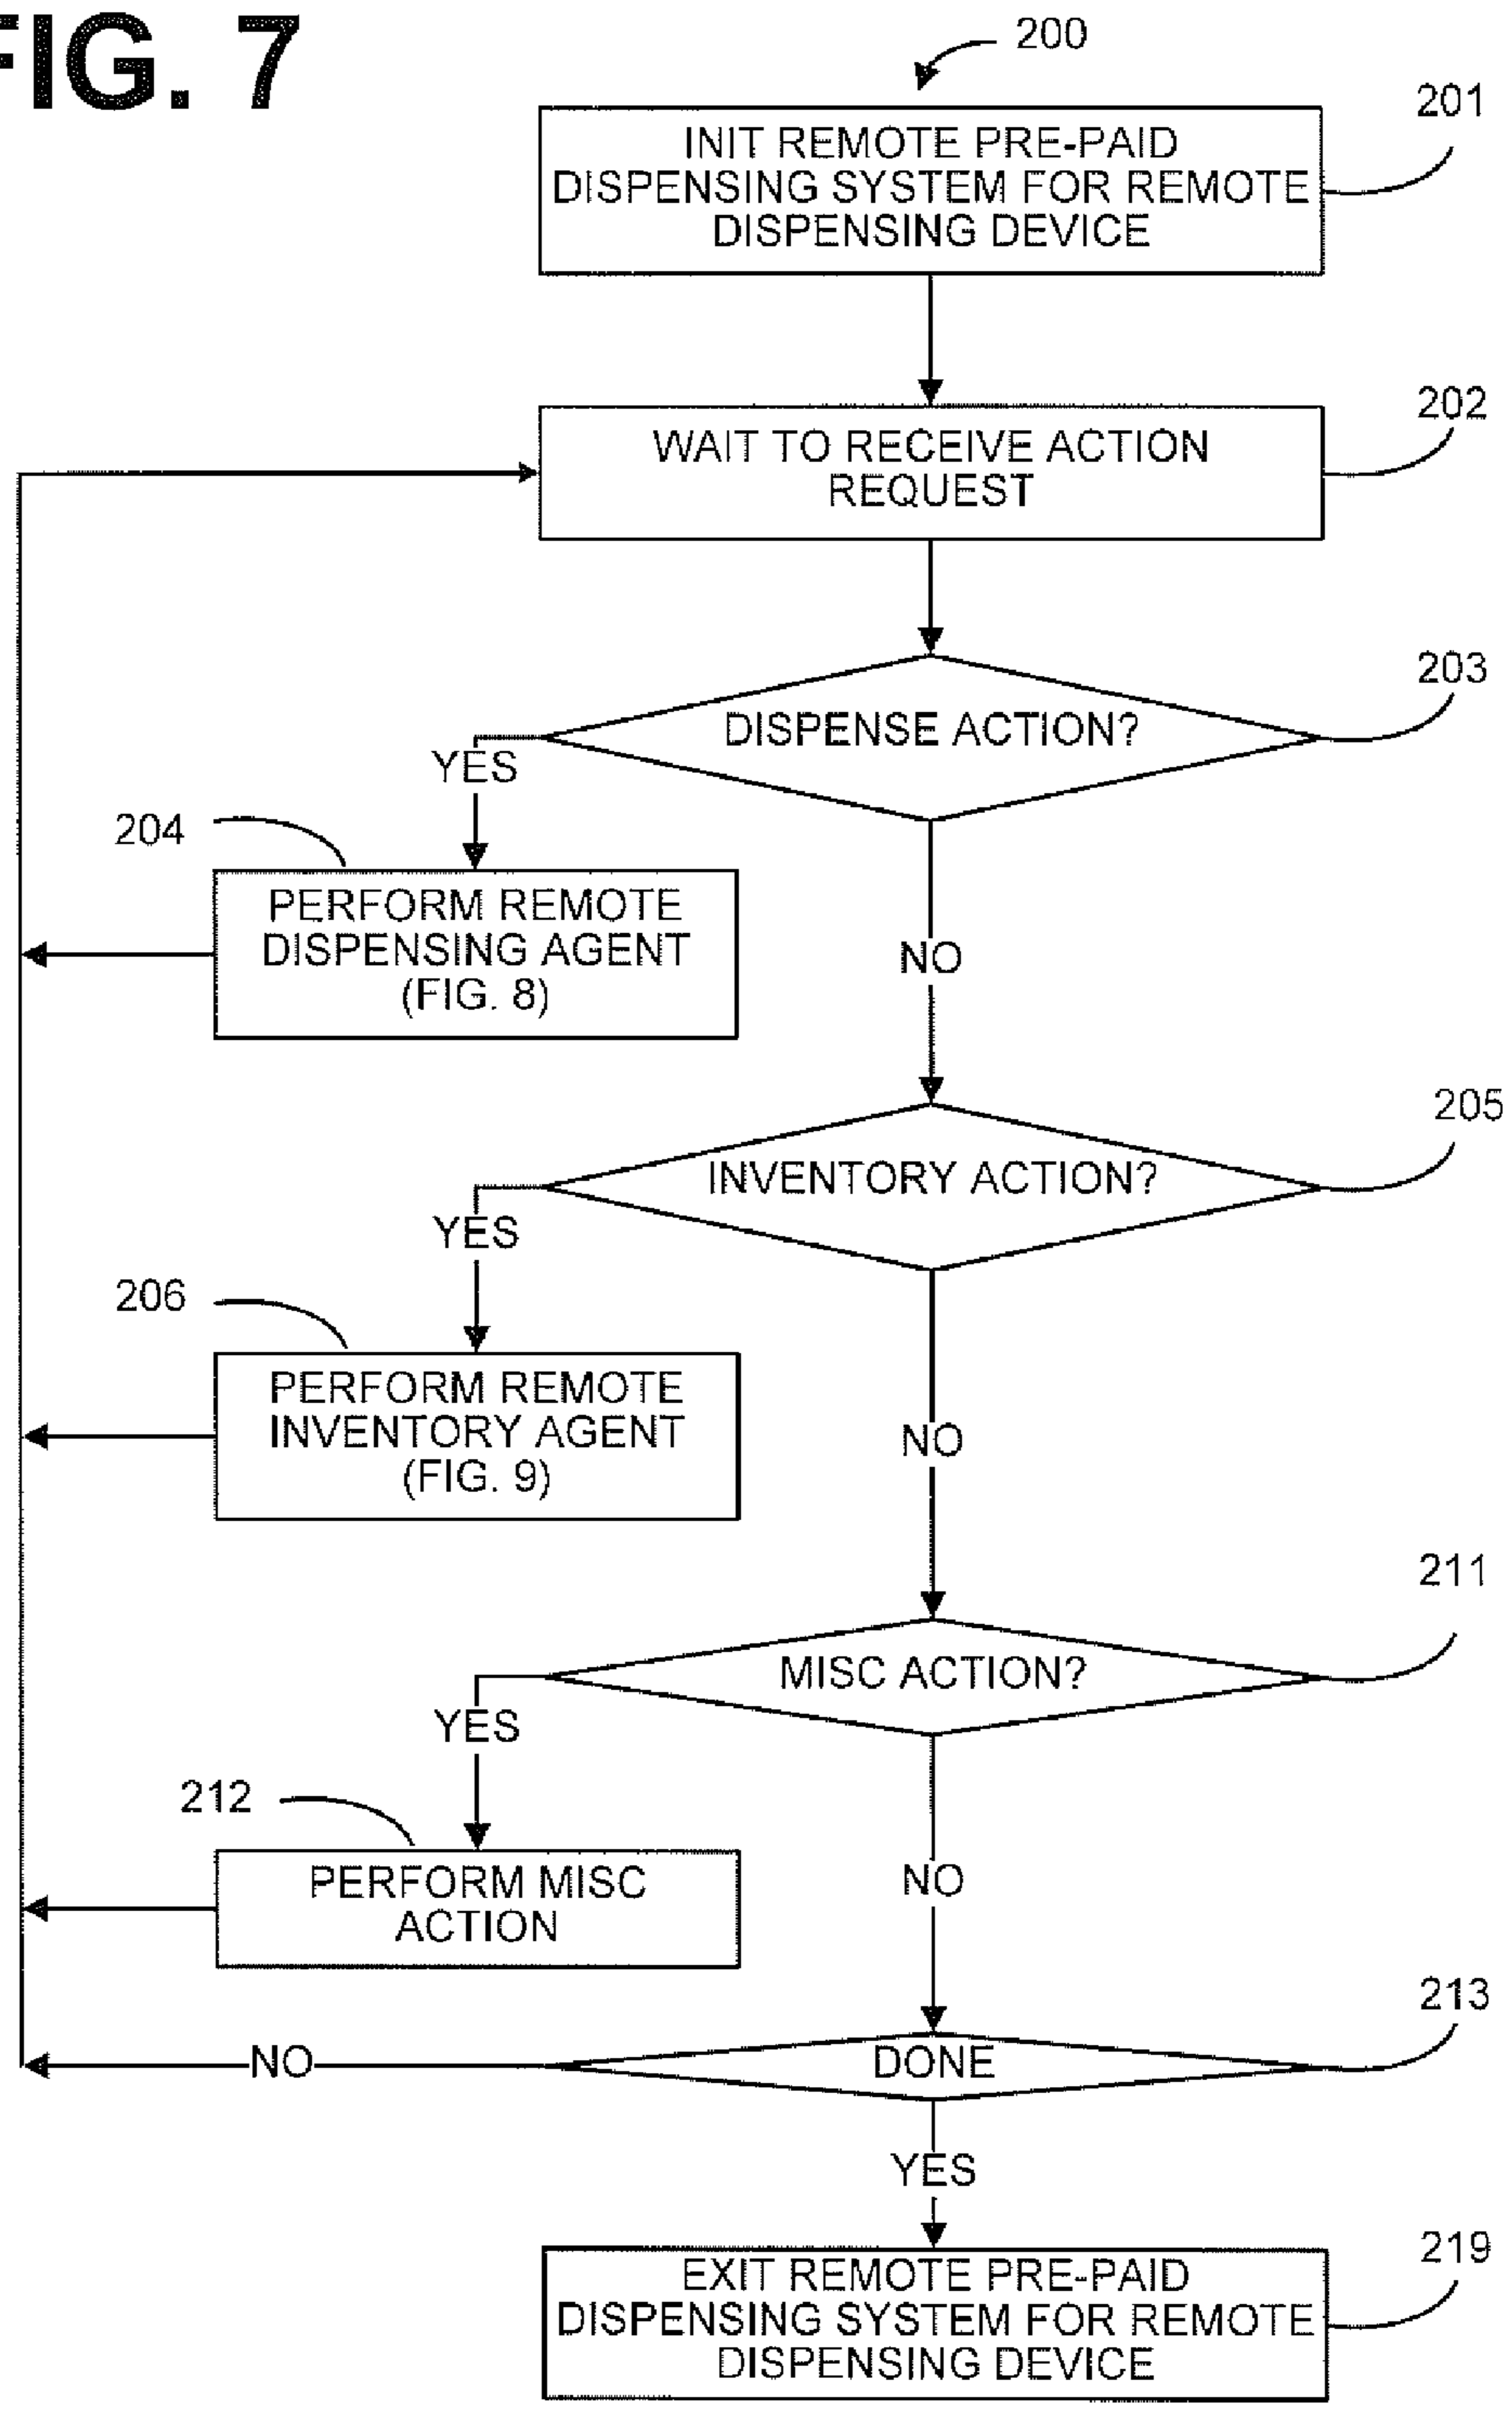 FIG. 7
200
201
INIT REMOTE PRE-PAID
DISPENSING SYSTEM FOR REMOTE
DISPENSING DEVICE
202
WAIT TO RECEIVE ACTION
REQUEST
203
DISPENSE ACTION?
YES
204
PERFORM REMOTE
DISPENSING AGENT
(FIG. 8)
NO
205
INVENTORY ACTION?
YES
206
PERFORM REMOTE
INVENTORY AGENT
(FIG. 9)
NO
211
MISC ACTION?
YES
212
PERFORM MISC
ACTION
NO
213
DONE
NO
YES
219
EXIT REMOTE PRE-PAID
DISPENSING SYSTEM FOR REMOTE
DISPENSING DEVICE